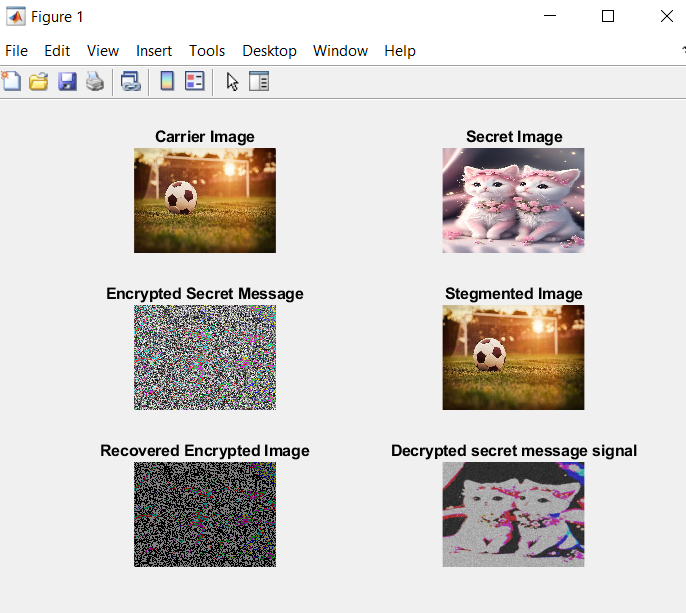 Figure 1
File Edit View Insert Tools Desktop Window Help
Carrier Image
Secret Image
Encrypted Secret Message
Stegmented Image
Recovered Encrypted Image
Decrypted secret message signal